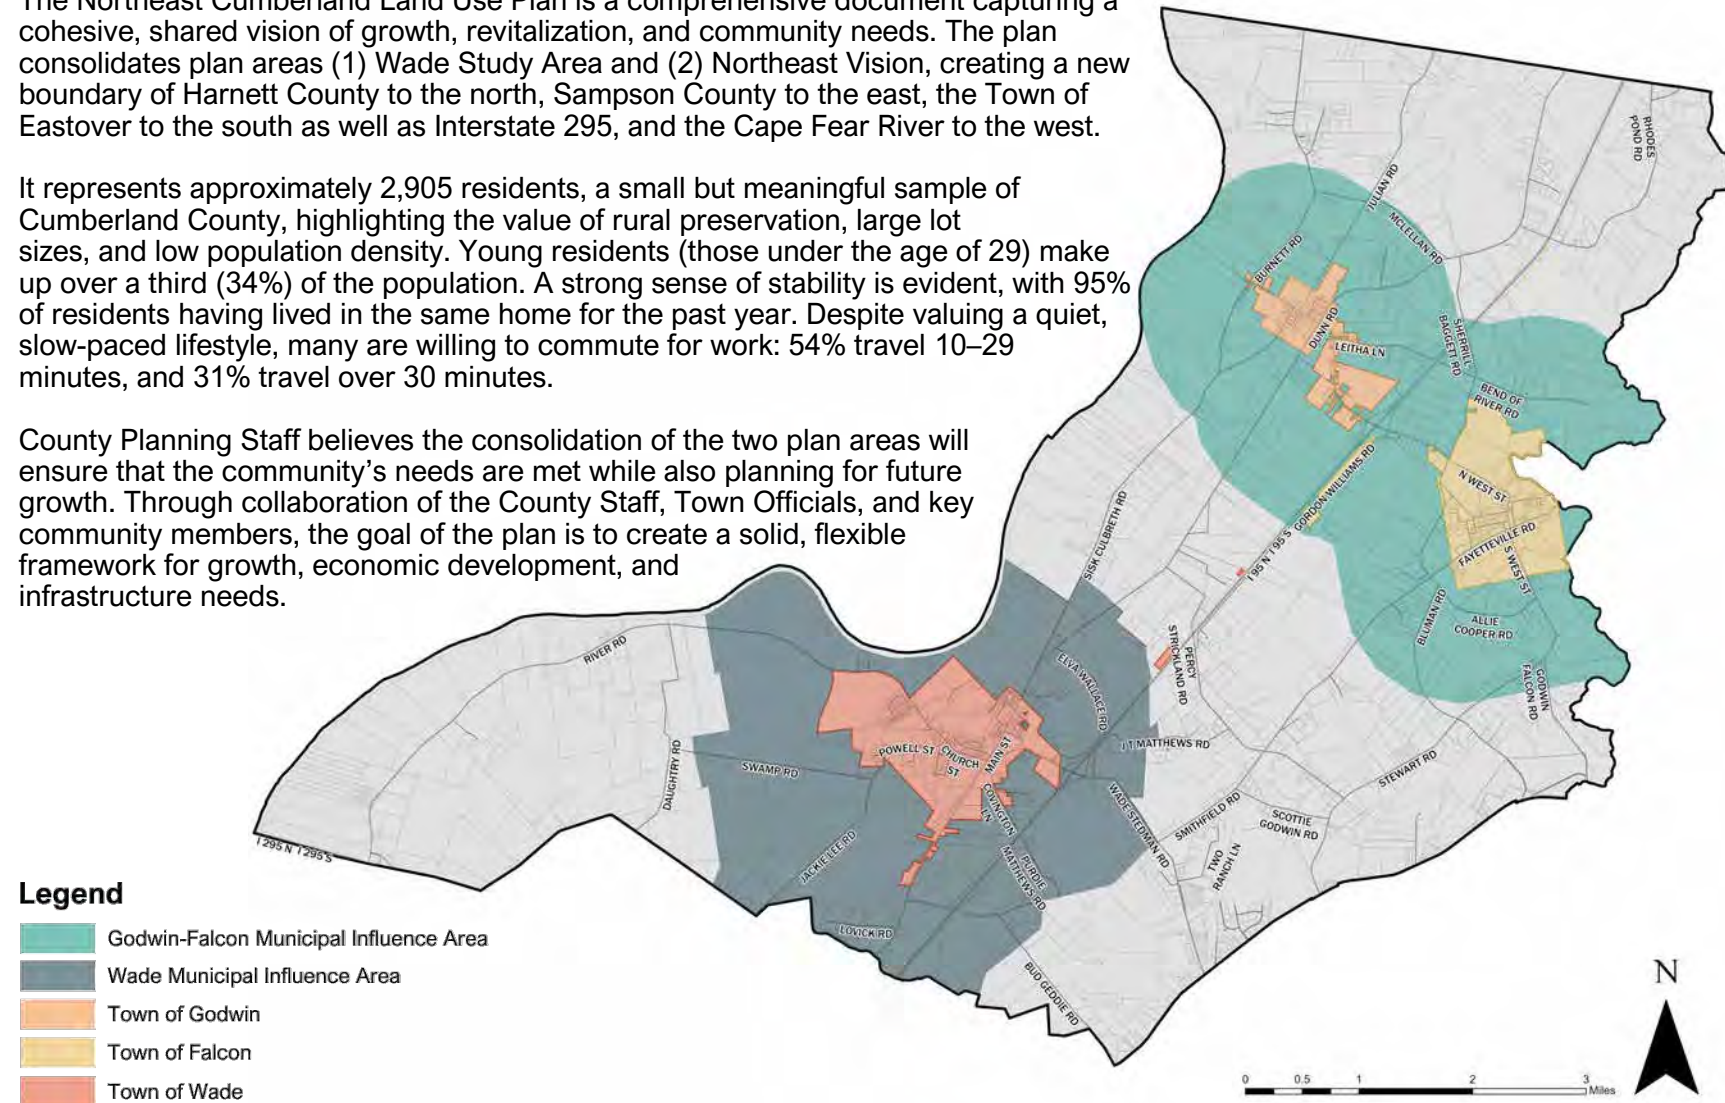 The Northeast Cumberland Land Use Plan is a comprehensive document capturing a
cohesive, shared vision of growth, revitalization, and community needs. The plan
consolidates plan areas (1) Wade Study Area and (2) Northeast Vision, creating a new
boundary of Harnett County to the north, Sampson County to the east, the Town of
Eastover to the south as well as Interstate 295, and the Cape Fear River to the west.
It represents approximately 2,905 residents, a small but meaningful sample of
Cumberland County, highlighting the value of rural preservation, large lot
sizes, and low population density. Young residents (those under the age of 29) make
up over a third (34%) of the population. A strong sense of stability is evident, with 95%
of residents having lived in the same home for the past year. Despite valuing a quiet,
slow-paced lifestyle, many are willing to commute for work: 54% travel 10–29
minutes, and 31% travel over 30 minutes.
County Planning Staff believes the consolidation of the two plan areas will
ensure that the community’s needs are met while also planning for future
growth. Through collaboration of the County Staff, Town Officials, and key
community members, the goal of the plan is to create a solid, flexible
framework for growth, economic development, and
infrastructure needs.
RHODES
POND RD
JULIAN RD
MCLELLAN RD
BURNETT RD
DUNN RD
LEITHA LN
SHERRILL
BAGGETT RD
BEND OF
RIVER RD
N WEST ST
FAYETTEVILLE RD
S WEST ST
I 95 N I 95 S
GORDON WILLIAMS RD
SISK CULBRETH RD
BLUMAN RD
ALLIE
COOPER RD
GODWIN
FALCON RD
PERCY
STRICKLAND RD
ELVA WALLACE RD
RIVER RD
I T MATTHEWS RD
STEWART RD
DAUGHTRY RD
SWAMP RD
POWELL ST
CHURCH
ST
MAIN ST
COVINGTON
LN
WADE STEDMAN RD
SMITHFIELD RD
SCOTTIE
GODWIN RD
TWO
RANCH LN
PURDIE
MATTHEWS RD
JACKIE LEE RD
LOVICK RD
BUD GEDDIE RD
I 295 N I 295 S
Legend
Godwin-Falcon Municipal Influence Area
Wade Municipal Influence Area
Town of Godwin
Town of Falcon
Town of Wade
N
0 0.5 1 2 3
Miles